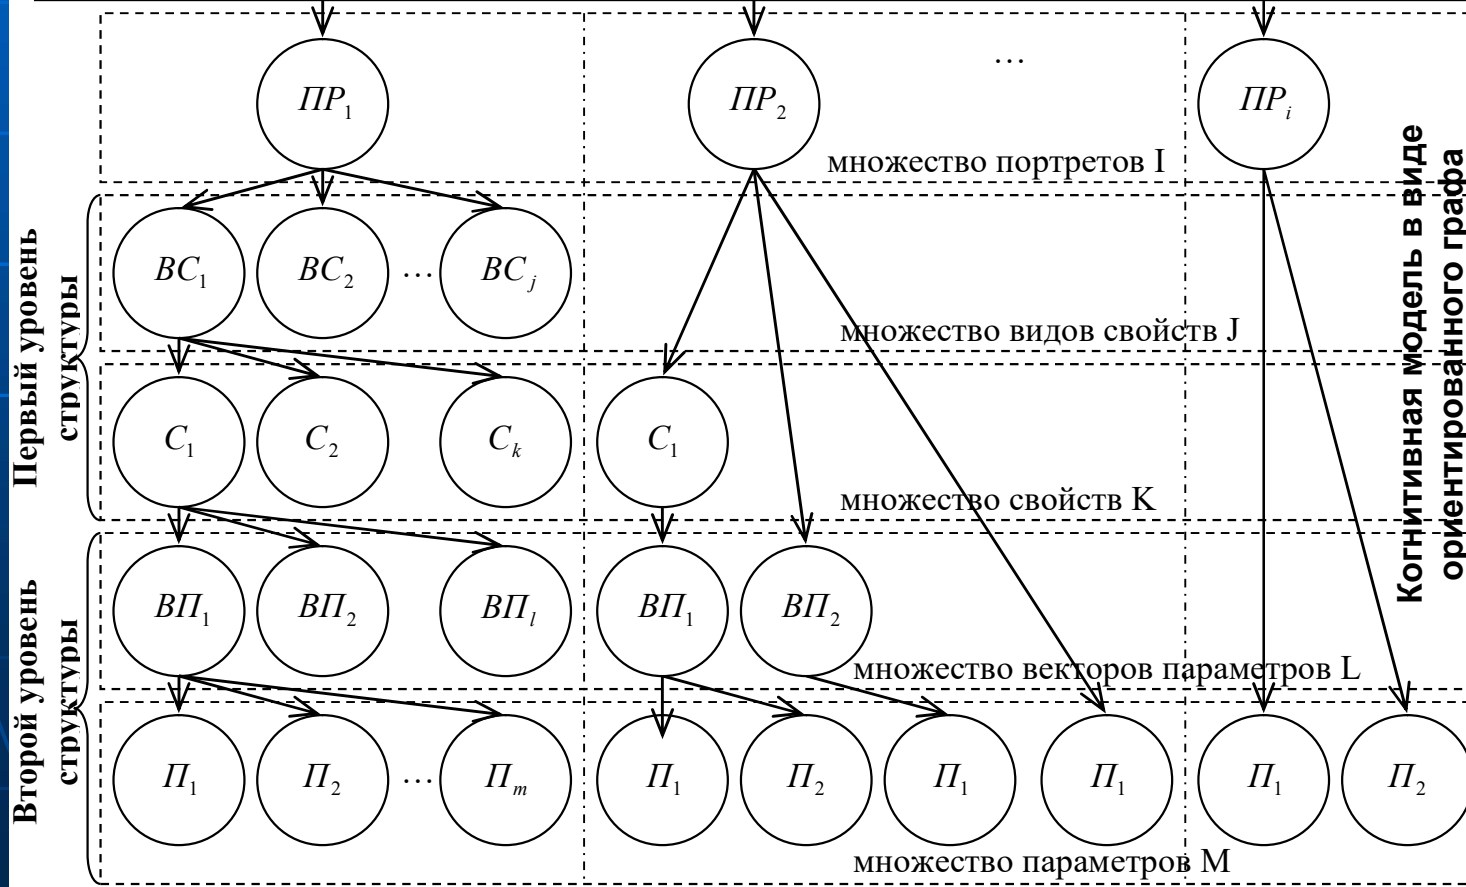 ПР₁ ПР₂ … ПРᵢ
множество портретов I
ВС₁ ВС₂ … ВСⱼ
множество видов свойств J
С₁ С₂ Сₖ С₁
множество свойств K
ВП₁ ВП₂ ВПₗ ВП₁ ВП₂
множество векторов параметров L
П₁ П₂ … Пₘ П₁ П₂ П₁ П₁ П₁ П₂
множество параметров M
Первый уровень
структуры
Второй уровень
структуры
Когнитивная модель в виде
ориентированного графа